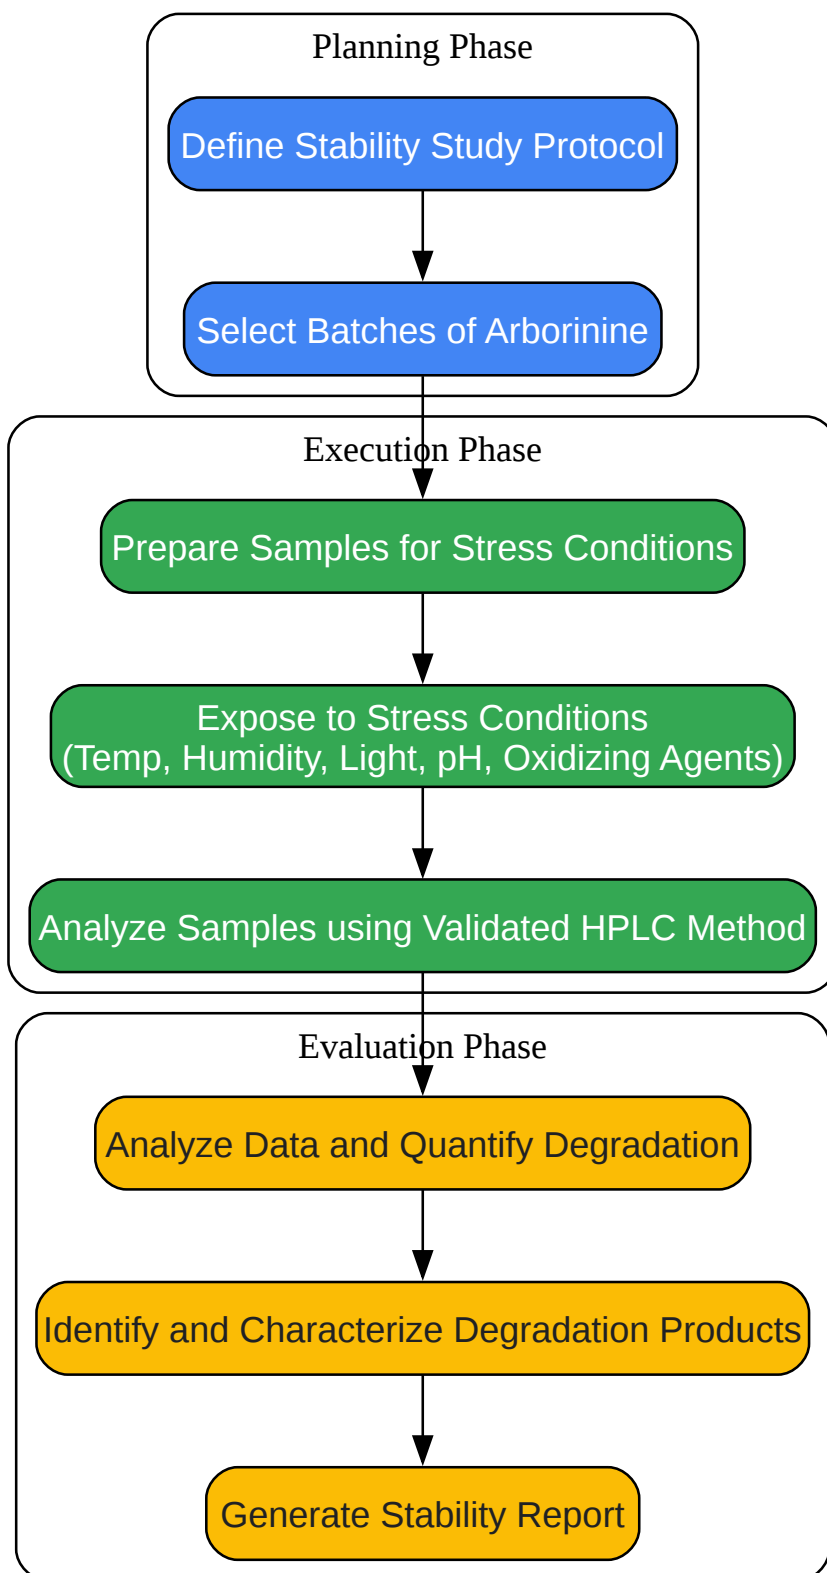 Planning Phase
Define Stability Study Protocol
Select Batches of Arborinine
Execution Phase
Prepare Samples for Stress Conditions
Expose to Stress Conditions
(Temp, Humidity, Light, pH, Oxidizing Agents)
Analyze Samples using Validated HPLC Method
Evaluation Phase
Analyze Data and Quantify Degradation
Identify and Characterize Degradation Products
Generate Stability Report